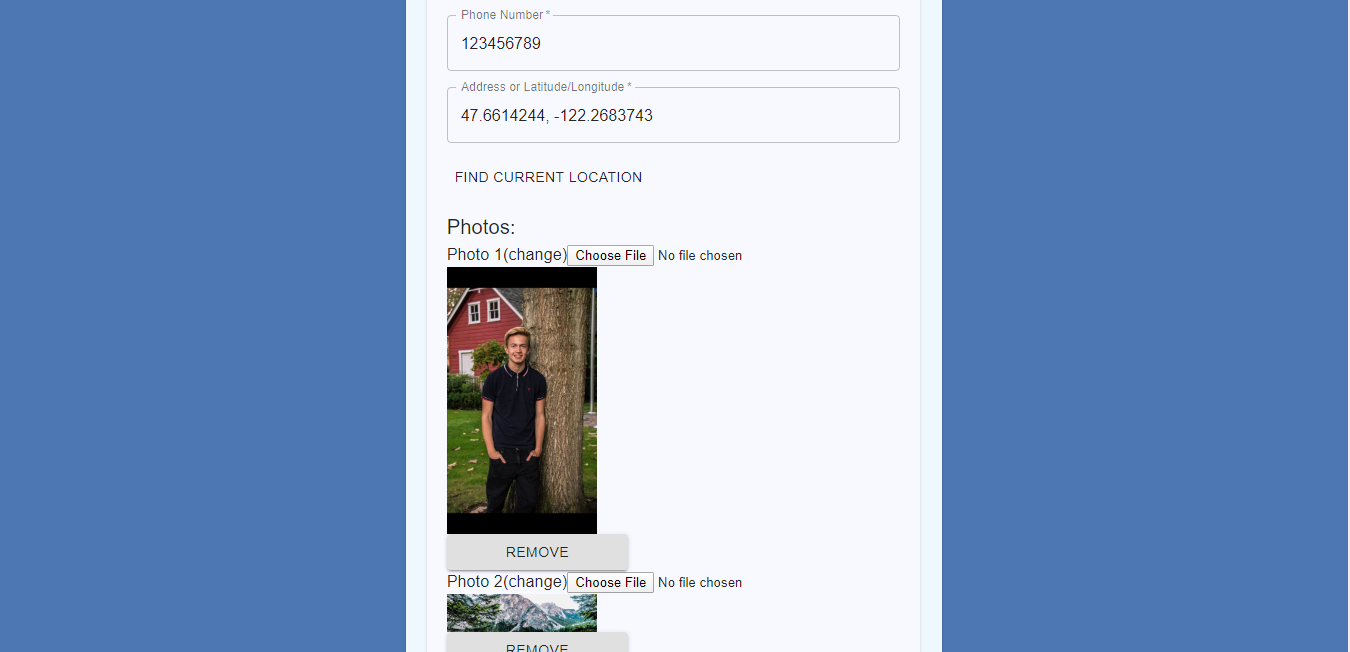 Phone Number *
123456789
Address or Latitude/Longitude *
47.6614244, -122.2683743
FIND CURRENT LOCATION
Photos:
Photo 1(change) Choose File No file chosen
REMOVE
Photo 2(change) Choose File No file chosen
REMOVE